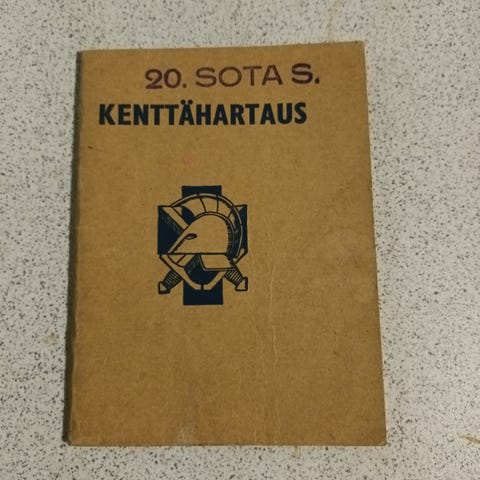 20. SOTA S.
KENTTÄHARTAUS